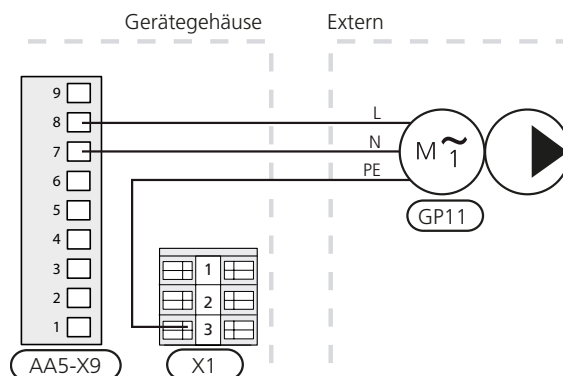 Gerätegehäuse
Extern
9
8
7
6
5
4
3
2
1
L
N
PE
M ~
1
GP11
1
2
3
AA5-X9
X1